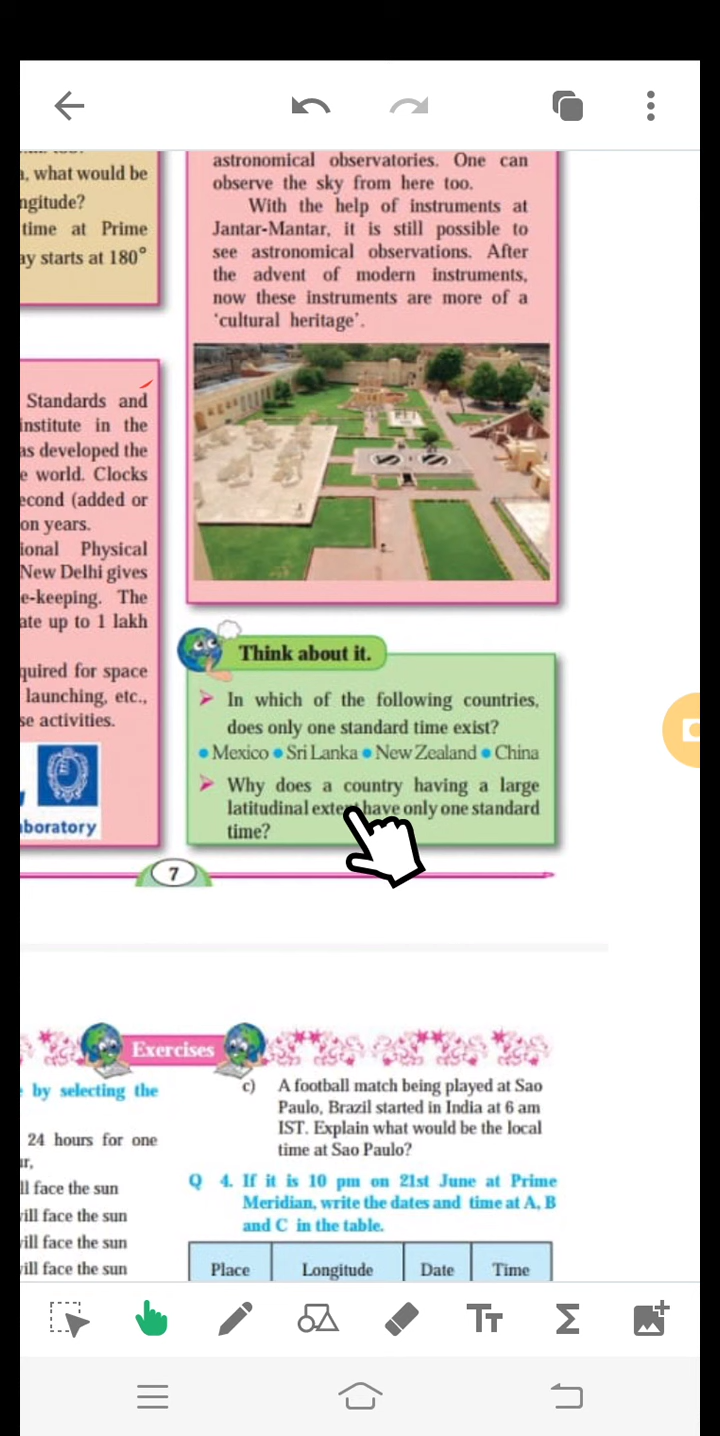 a, what would be
ngitude?
time at Prime
ay starts at 180°
Standards and
institute in the
as developed the
e world. Clocks
econd (added or
on years.
ional Physical
New Delhi gives
e-keeping. The
ate up to 1 lakh
quired for space
launching, etc.,
se activities.
boratory
astronomical observatories. One can
observe the sky from here too.
With the help of instruments at
Jantar-Mantar, it is still possible to
see astronomical observations. After
the advent of modern instruments,
now these instruments are more of a
‘cultural heritage’.
Think about it.
➤ In which of the following countries,
does only one standard time exist?
● Mexico ● Sri Lanka ● New Zealand ● China
➤ Why does a country having a large
latitudinal extent have only one standard
time?
7
Exercises
by selecting the
24 hours for one
ar,
ll face the sun
will face the sun
will face the sun
will face the sun
c) A football match being played at Sao
Paulo, Brazil started in India at 6 am
IST. Explain what would be the local
time at Sao Paulo?
Q 4. If it is 10 pm on 21st June at Prime
Meridian, write the dates and time at A, B
and C in the table.
Place Longitude Date Time
TT Σ